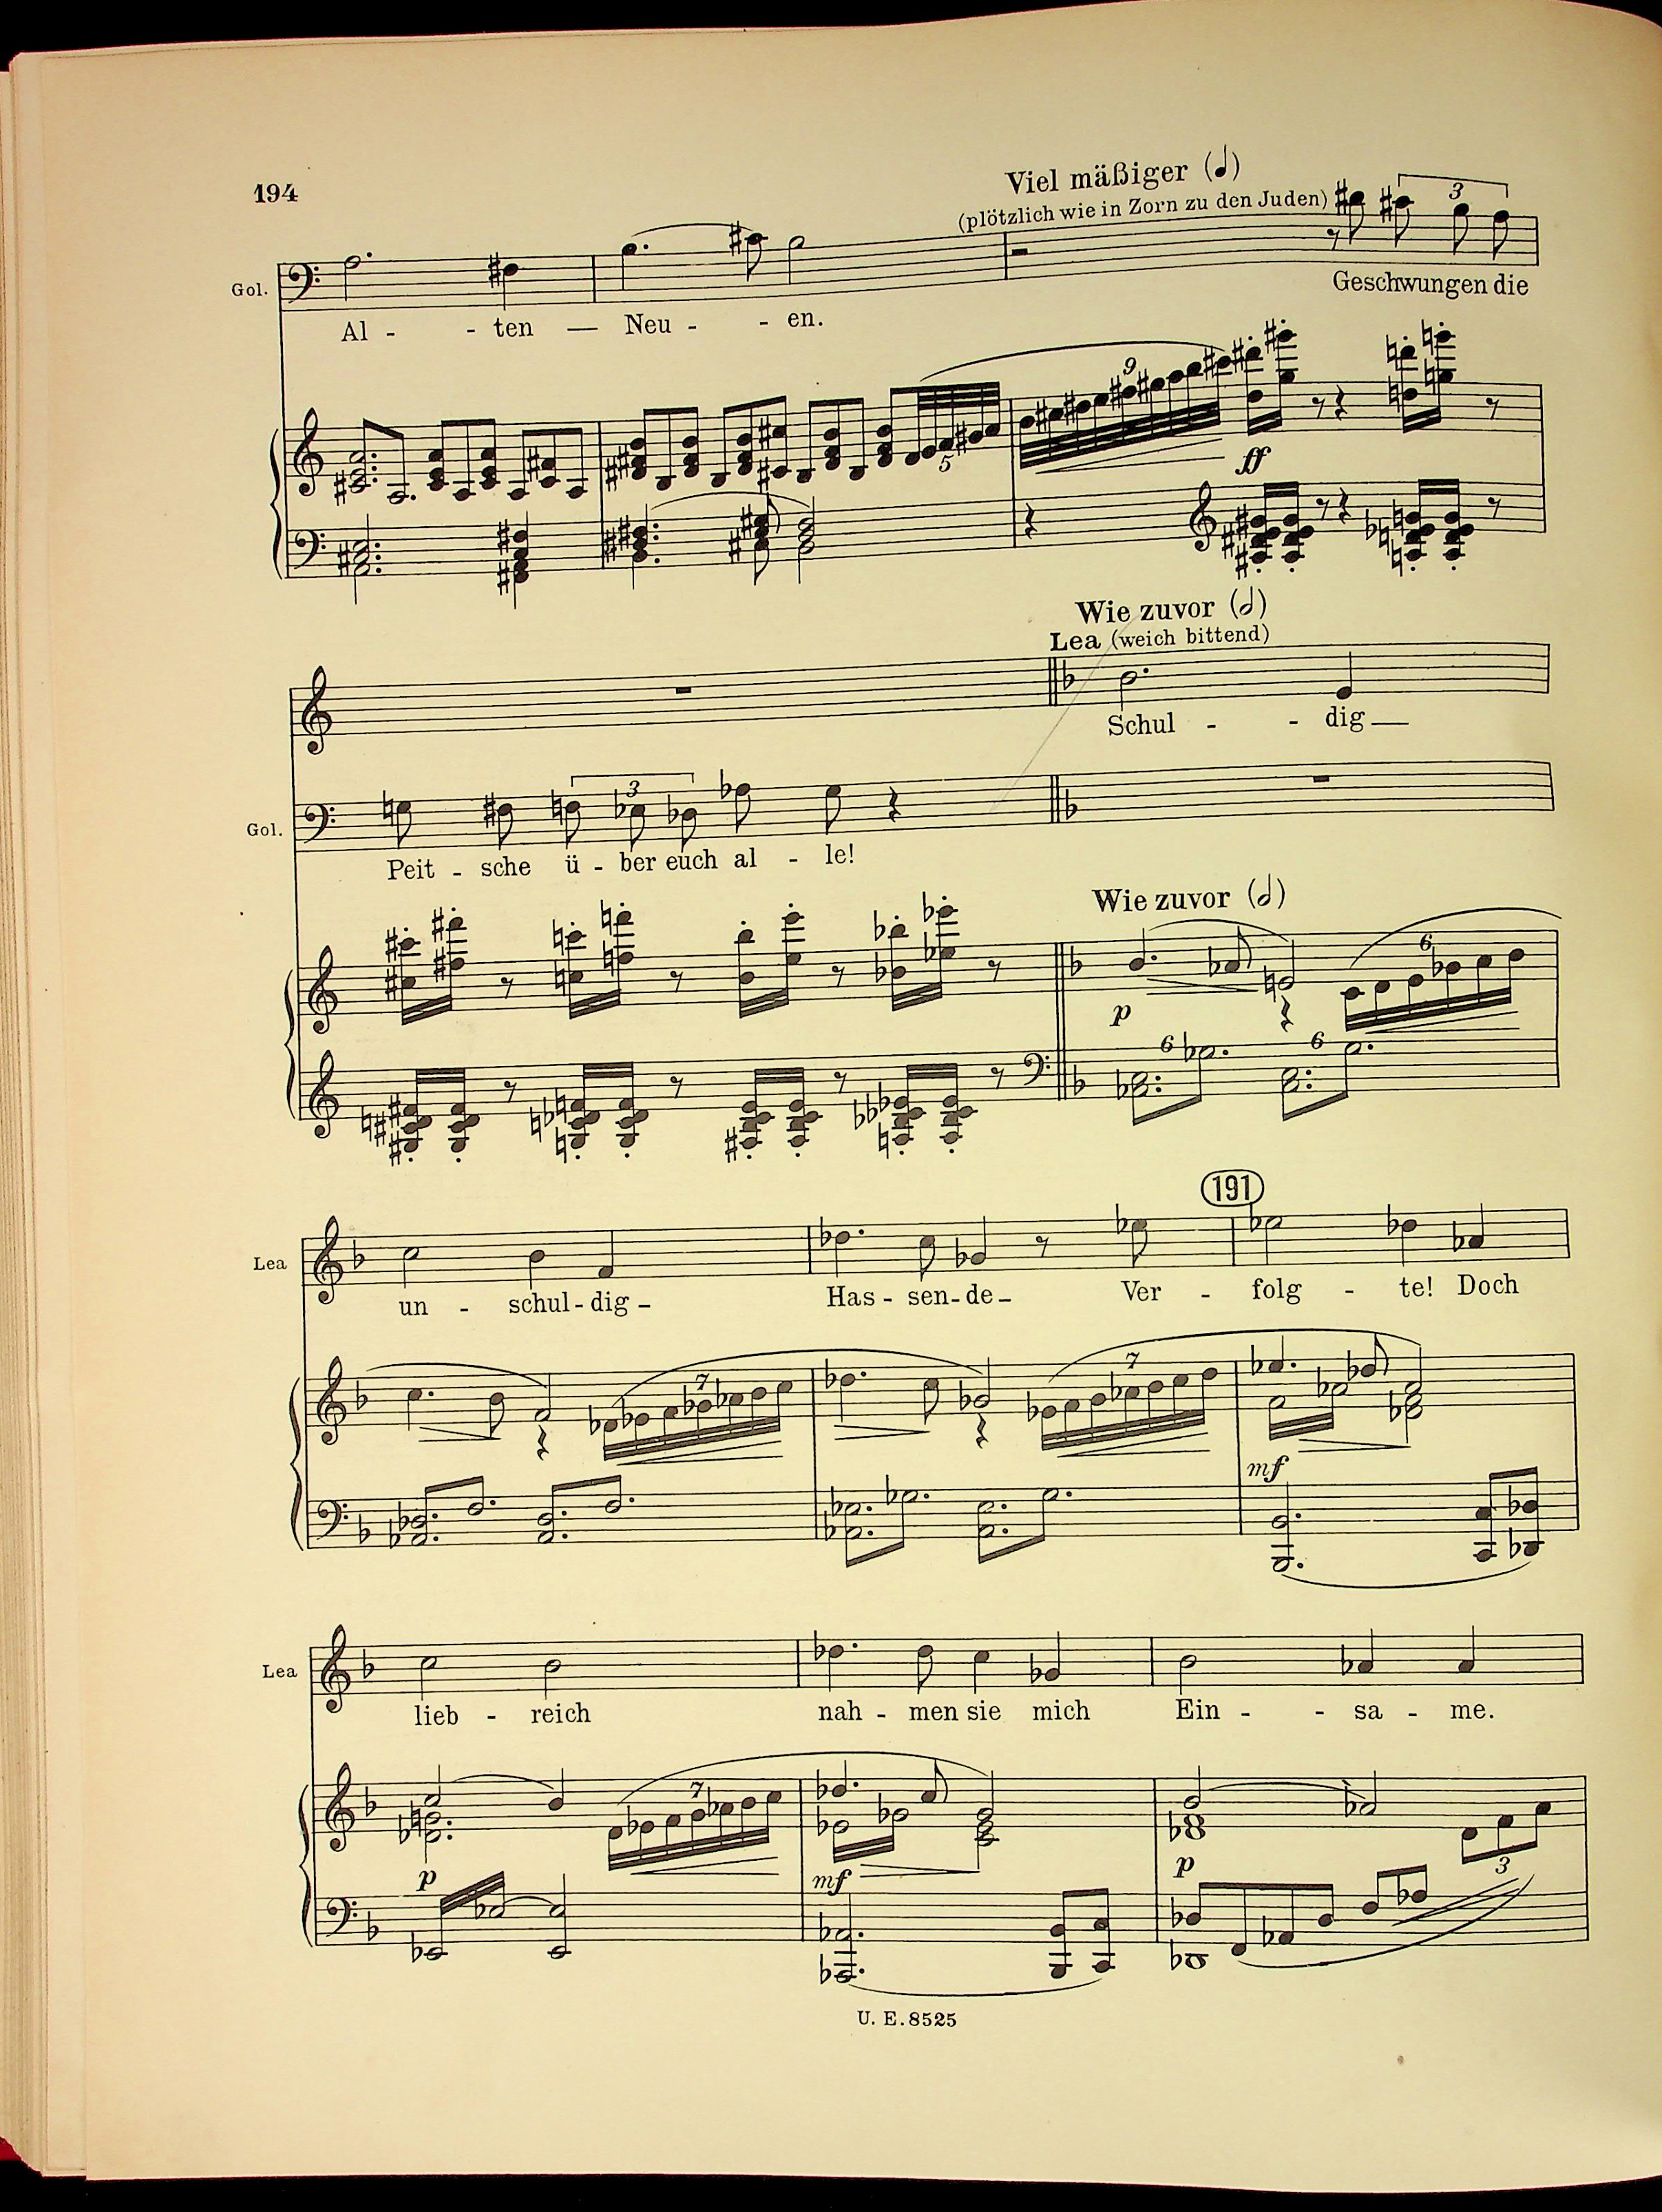 194
Viel mäßiger (♩)
(plötzlich wie in Zorn zu den Juden)
3
Gol.
Al - - ten — Neu - - en. Geschwungen die
9
5
ff
Wie zuvor (𝅗𝅥)
Lea (weich bittend)
Schul - - dig —
3
Gol.
Peit - sche ü - ber euch al - le!
Wie zuvor (𝅗𝅥)
6
p
6 6
191
Lea
un - schul - dig - Has - sen - de - Ver - folg - te! Doch
7 7
mf
Lea
lieb - reich nah - men sie mich Ein - - sa - me.
7
p mf p
3
U. E. 8525